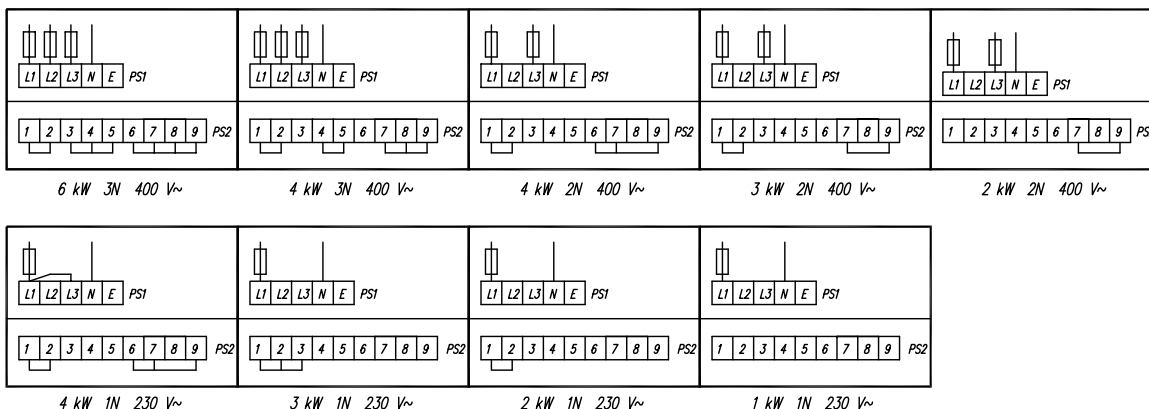 L1 L2 L3 N E PS1
L1 L2 L3 N E PS1
L1 L2 L3 N E PS1
L1 L2 L3 N E PS1
L1 L2 L3 N E PS1
1 2 3 4 5 6 7 8 9 PS2
1 2 3 4 5 6 7 8 9 PS2
1 2 3 4 5 6 7 8 9 PS2
1 2 3 4 5 6 7 8 9 PS2
1 2 3 4 5 6 7 8 9
6 kW 3N 400 V~
4 kW 3N 400 V~
4 kW 2N 400 V~
3 kW 2N 400 V~
2 kW 2N 400 V~
L1 L2 L3 N E PS1
L1 L2 L3 N E PS1
L1 L2 L3 N E PS1
L1 L2 L3 N E PS1
1 2 3 4 5 6 7 8 9 PS2
1 2 3 4 5 6 7 8 9 PS2
1 2 3 4 5 6 7 8 9 PS2
1 2 3 4 5 6 7 8 9 PS2
4 kW 1N 230 V~
3 kW 1N 230 V~
2 kW 1N 230 V~
1 kW 1N 230 V~